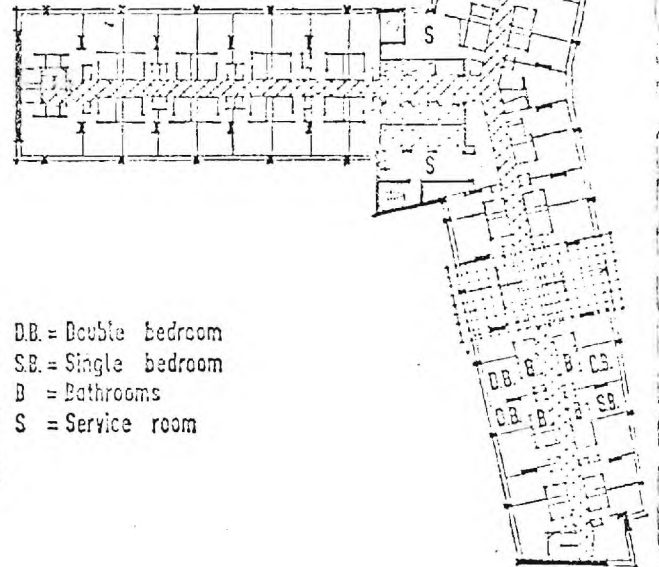 S
S
D.B. = Double bedroom
S.B. = Single bedroom
B = Bathrooms
S = Service room
D.B. B. B. D.B.
D.B. B. B S.B.